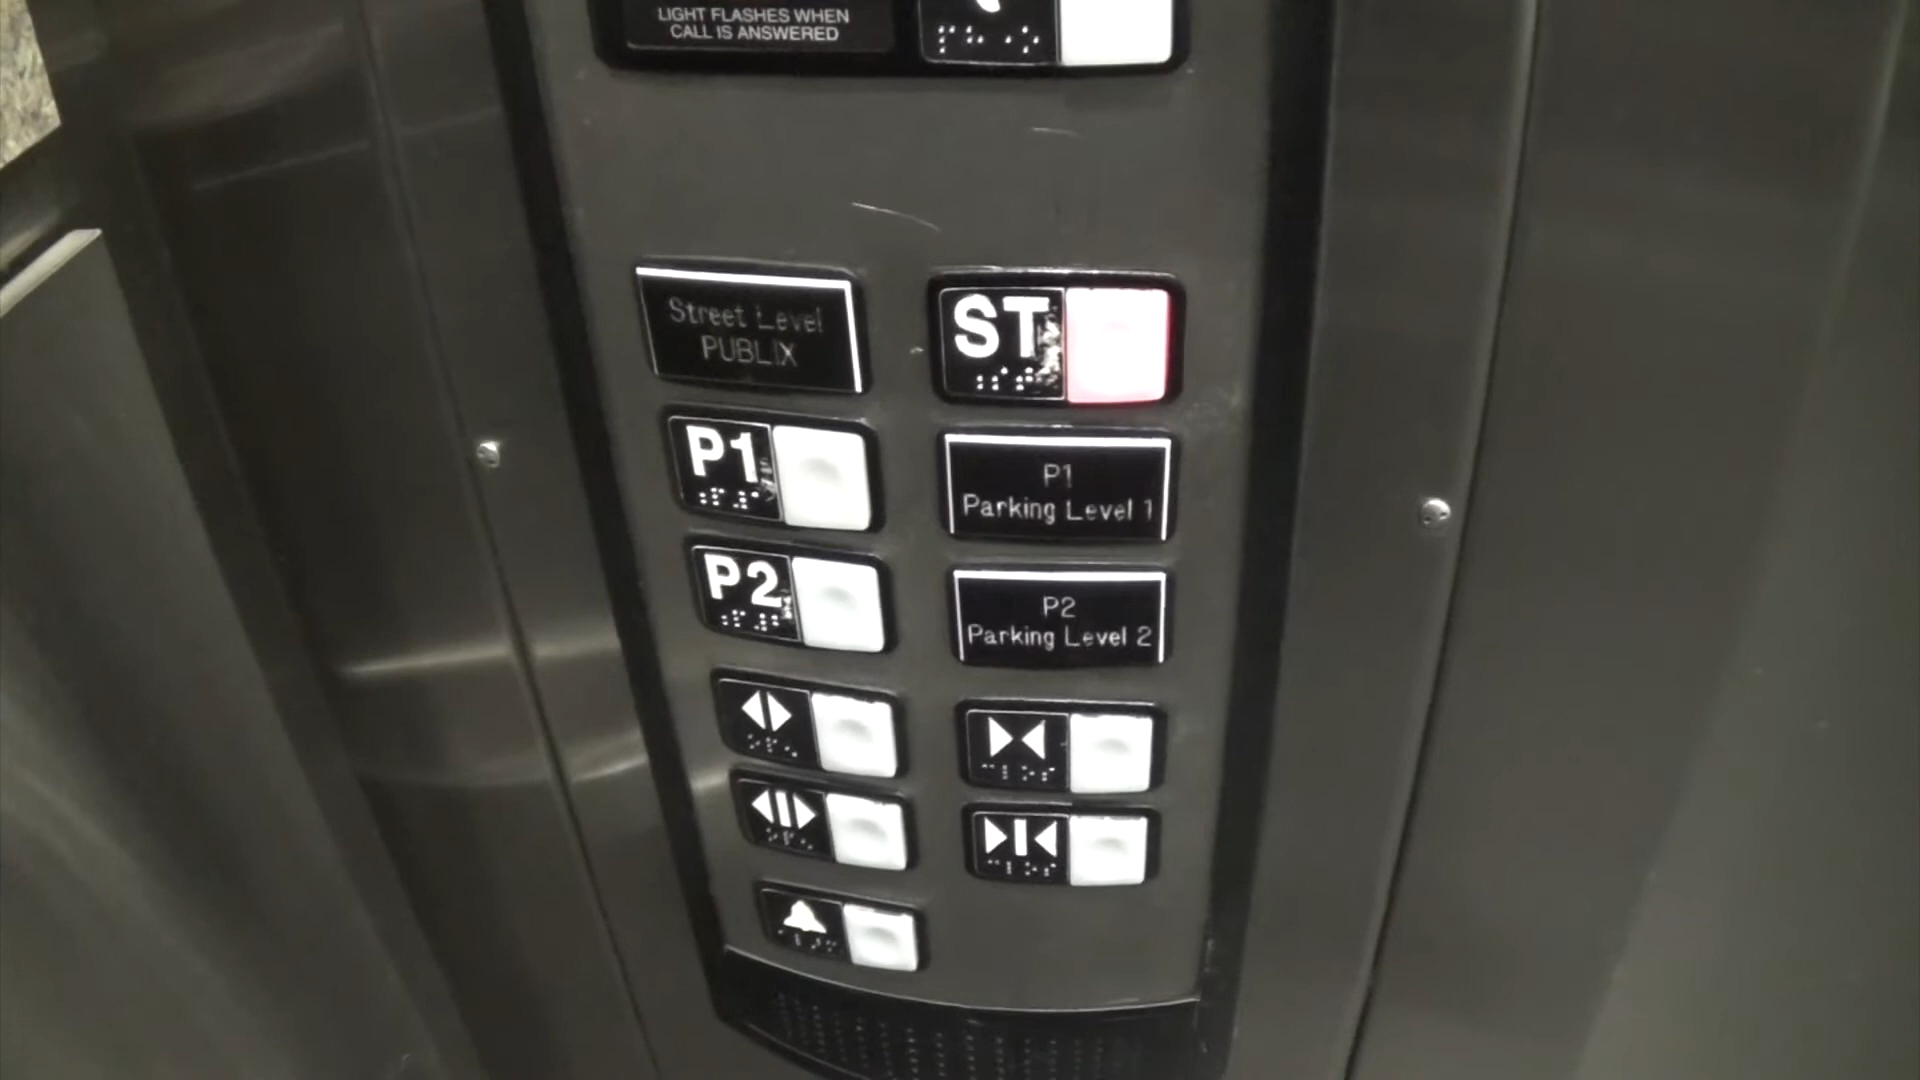 LIGHT FLASHES WHEN
CALL IS ANSWERED
Street Level
PUBLIX
ST
P1
P1
Parking Level 1
P2
P2
Parking Level 2